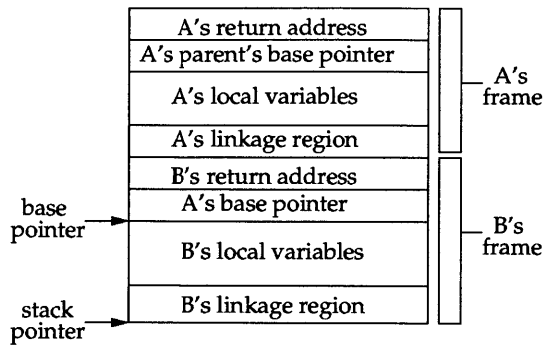 A's return address
A's parent's base pointer
A's local variables
A's linkage region
B's return address
A's base pointer
B's local variables
B's linkage region
A's
frame
B's
frame
base
pointer
stack
pointer